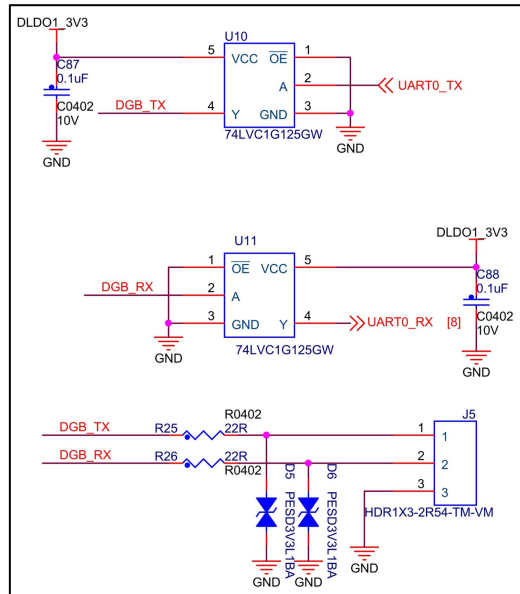 DLDO1_3V3
U10
C87
0.1uF
5 VCC OE 1
A 2 UART0_TX
DGB_TX 4 Y GND 3
C0402
10V
74LVC1G125GW
GND
GND
U11
DLDO1_3V3
1 OE VCC 5
C88
0.1uF
DGB_RX 2 A
3 GND Y 4 UART0_RX [8]
C0402
10V
74LVC1G125GW
GND
GND
R0402
J5
DGB_TX R25 22R 1 1
DGB_RX R26 22R 2 2
R0402
3 3
D5 PESD3V3L1BA
D6 PESD3V3L1BA
HDR1X3-2R54-TM-VM
GND GND GND